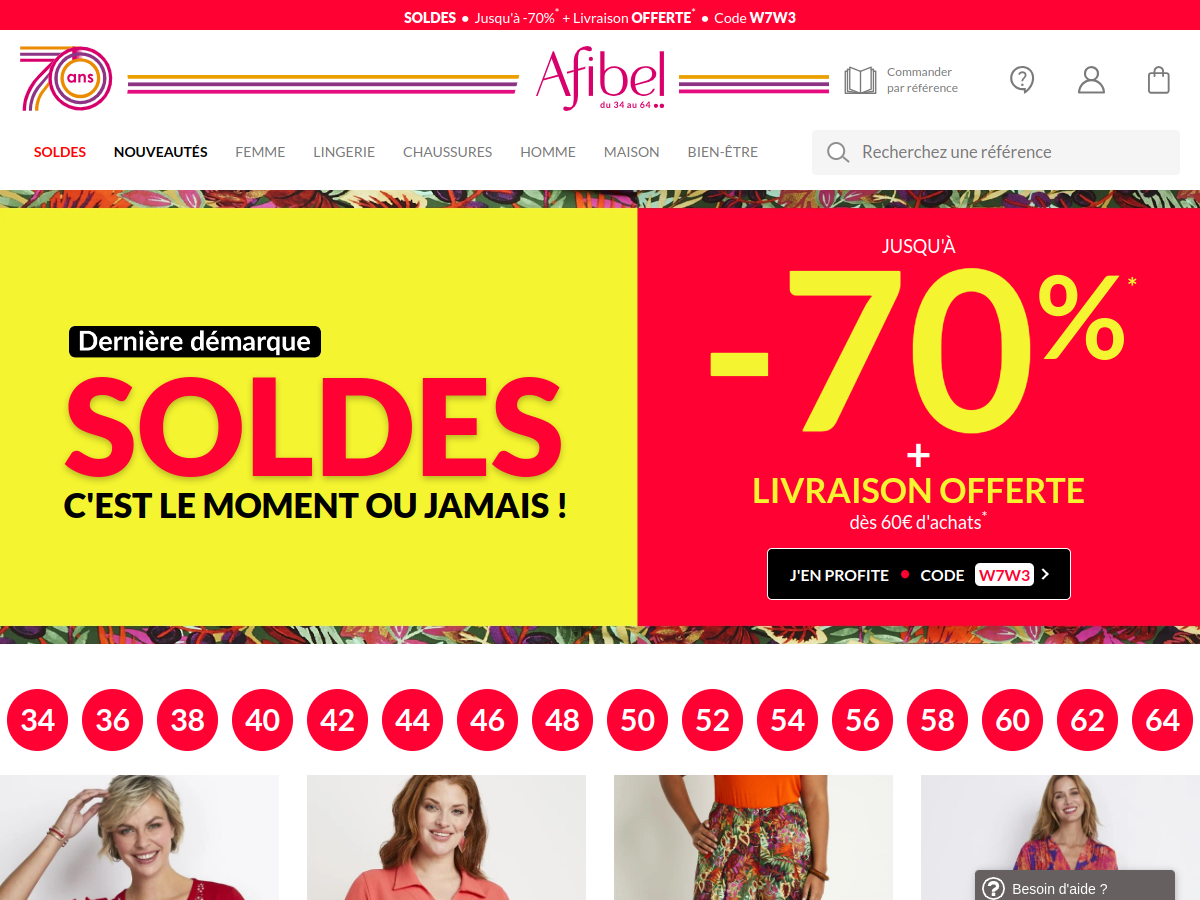 SOLDES • Jusqu'à -70%* + Livraison OFFERTE* • Code W7W3
70 ans
Afibel
du 34 au 64
Commander
par référence
SOLDES NOUVEAUTÉS FEMME LINGERIE CHAUSSURES HOMME MAISON BIEN-ÊTRE
Recherchez une référence
Dernière démarque
SOLDES
C'EST LE MOMENT OU JAMAIS !
JUSQU'À
-70%*
+
LIVRAISON OFFERTE
dès 60€ d'achats*
J'EN PROFITE • CODE W7W3
34 36 38 40 42 44 46 48 50 52 54 56 58 60 62 64
Besoin d'aide ?